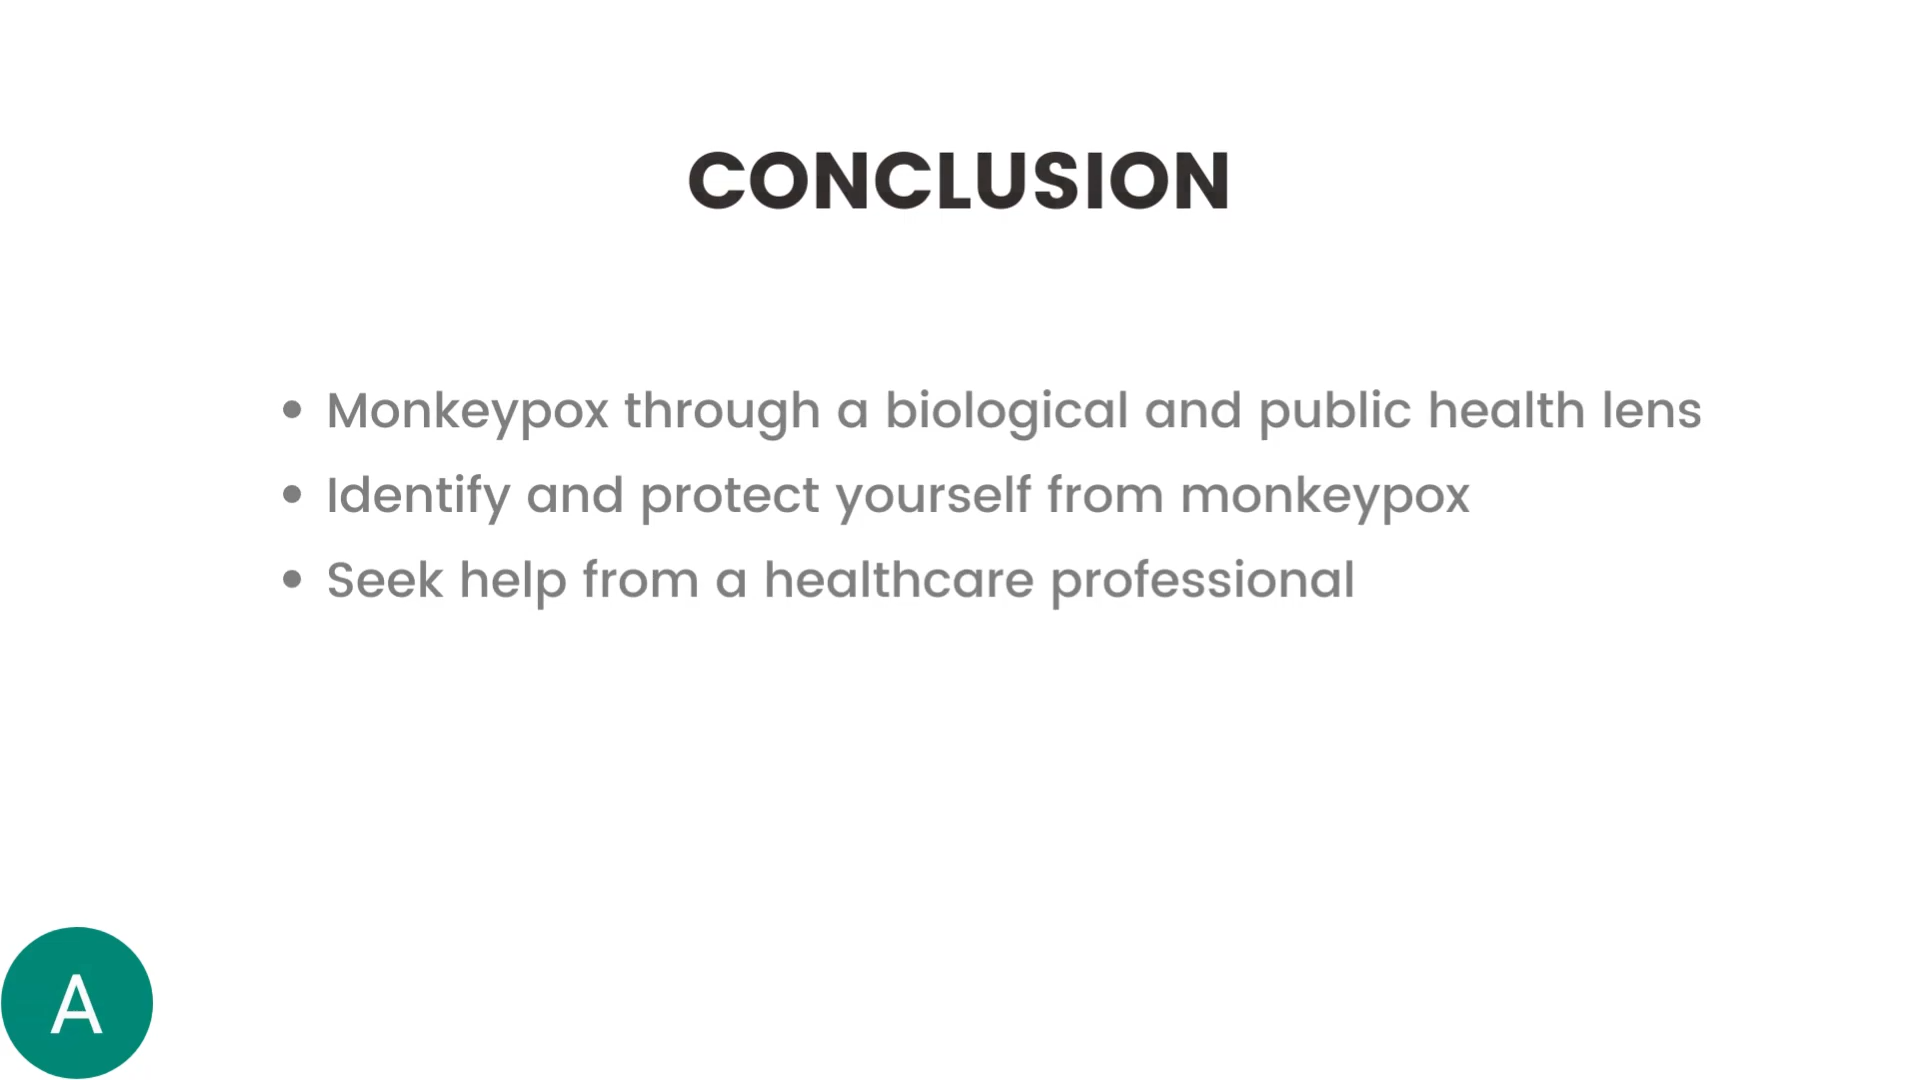 CONCLUSION
• Monkeypox through a biological and public health lens
• Identify and protect yourself from monkeypox
• Seek help from a healthcare professional
A